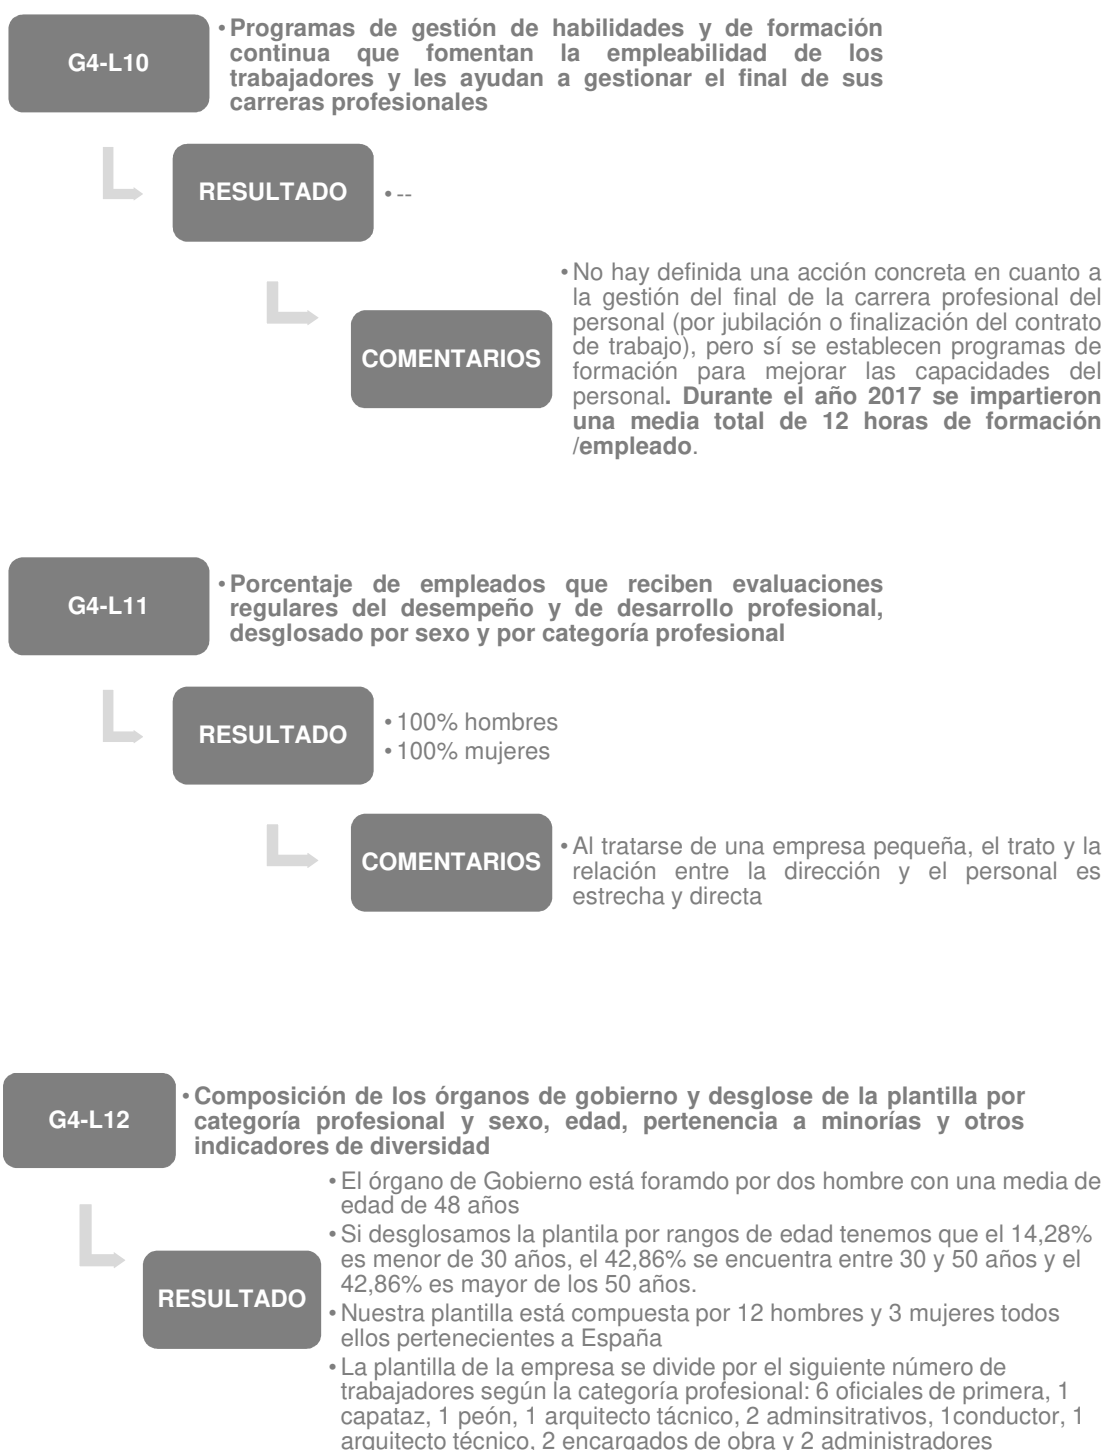 G4-L10
• Programas de gestión de habilidades y de formación
continua que fomentan la empleabilidad de los
trabajadores y les ayudan a gestionar el final de sus
carreras profesionales
RESULTADO
• --
COMENTARIOS
• No hay definida una acción concreta en cuanto a
la gestión del final de la carrera profesional del
personal (por jubilación o finalización del contrato
de trabajo), pero sí se establecen programas de
formación para mejorar las capacidades del
personal. Durante el año 2017 se impartieron
una media total de 12 horas de formación
/empleado.
G4-L11
• Porcentaje de empleados que reciben evaluaciones
regulares del desempeño y de desarrollo profesional,
desglosado por sexo y por categoría profesional
RESULTADO
• 100% hombres
• 100% mujeres
COMENTARIOS
• Al tratarse de una empresa pequeña, el trato y la
relación entre la dirección y el personal es
estrecha y directa
G4-L12
• Composición de los órganos de gobierno y desglose de la plantilla por
categoría profesional y sexo, edad, pertenencia a minorías y otros
indicadores de diversidad
RESULTADO
• El órgano de Gobierno está foramdo por dos hombre con una media de
edad de 48 años
• Si desglosamos la plantila por rangos de edad tenemos que el 14,28%
es menor de 30 años, el 42,86% se encuentra entre 30 y 50 años y el
42,86% es mayor de los 50 años.
• Nuestra plantilla está compuesta por 12 hombres y 3 mujeres todos
ellos pertenecientes a España
• La plantilla de la empresa se divide por el siguiente número de
trabajadores según la categoría profesional: 6 oficiales de primera, 1
capataz, 1 peón, 1 arquitecto tácnico, 2 adminsitrativos, 1conductor, 1
arquitecto técnico, 2 encargados de obra y 2 administradores